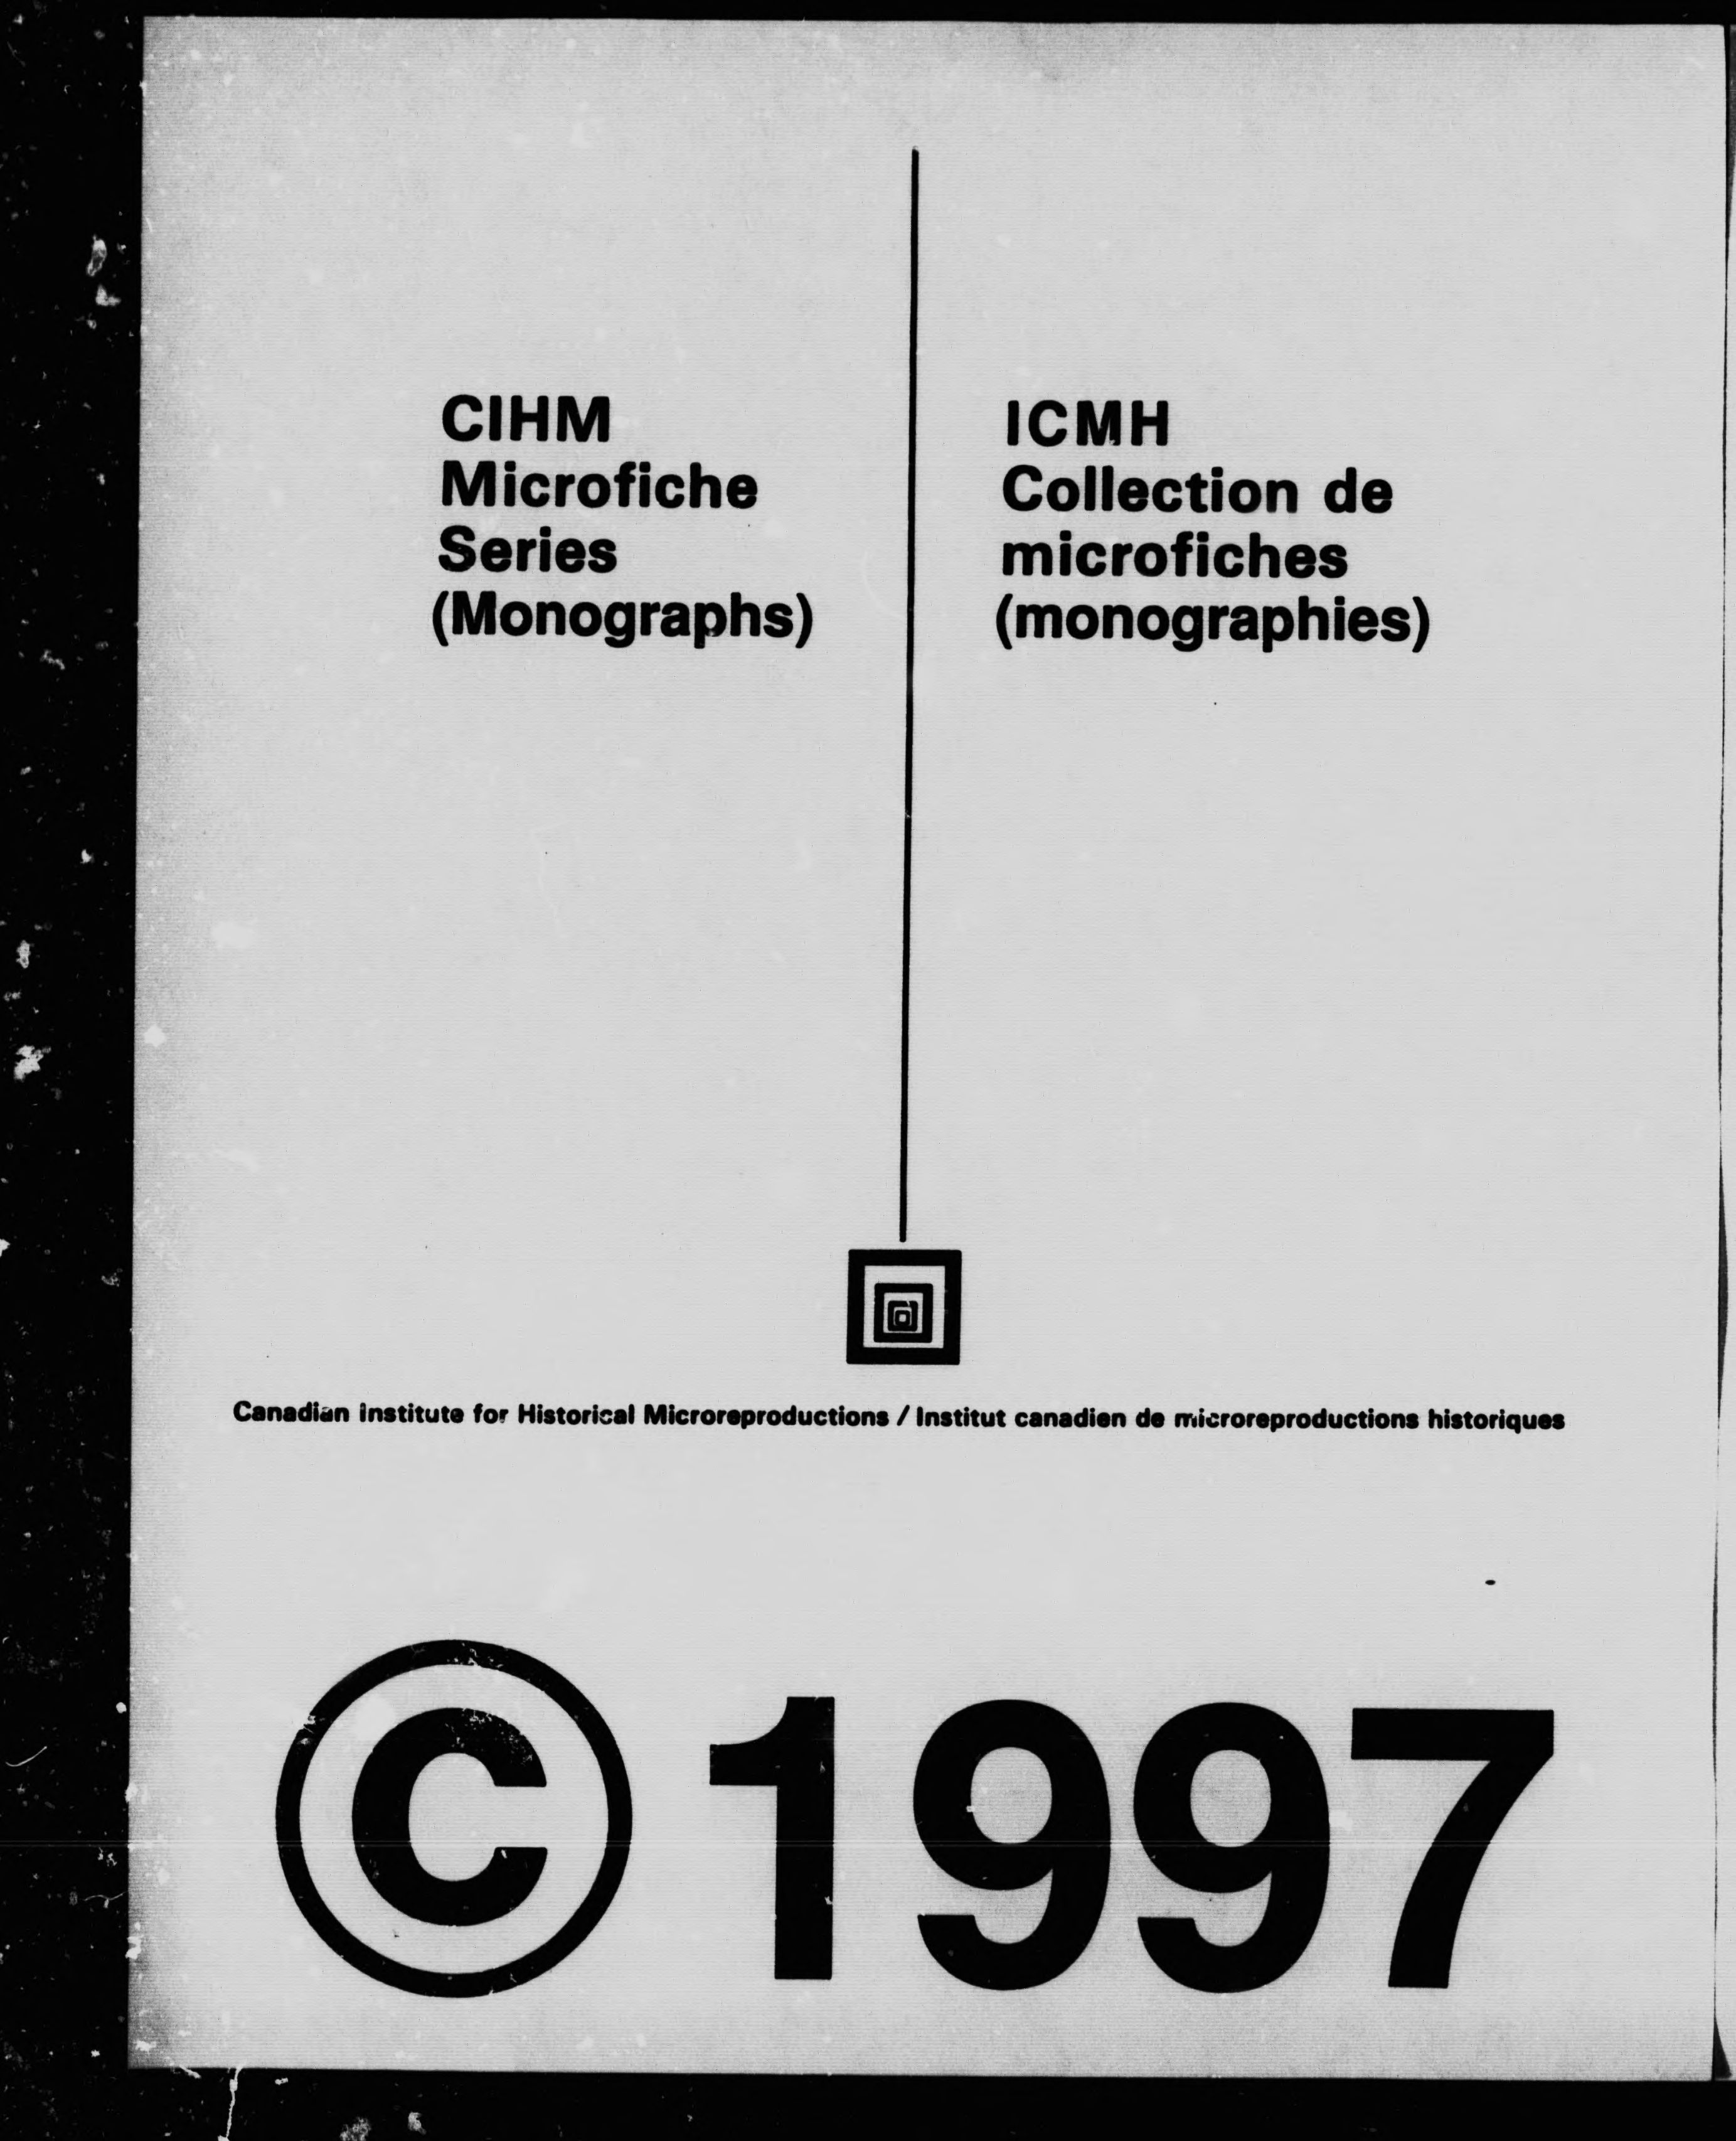 CIHM
Microfiche
Series
(Monographs)
ICMH
Collection de
microfiches
(monographies)
Canadian Institute for Historical Microreproductions / Institut canadien de microreproductions historiques
© 1997